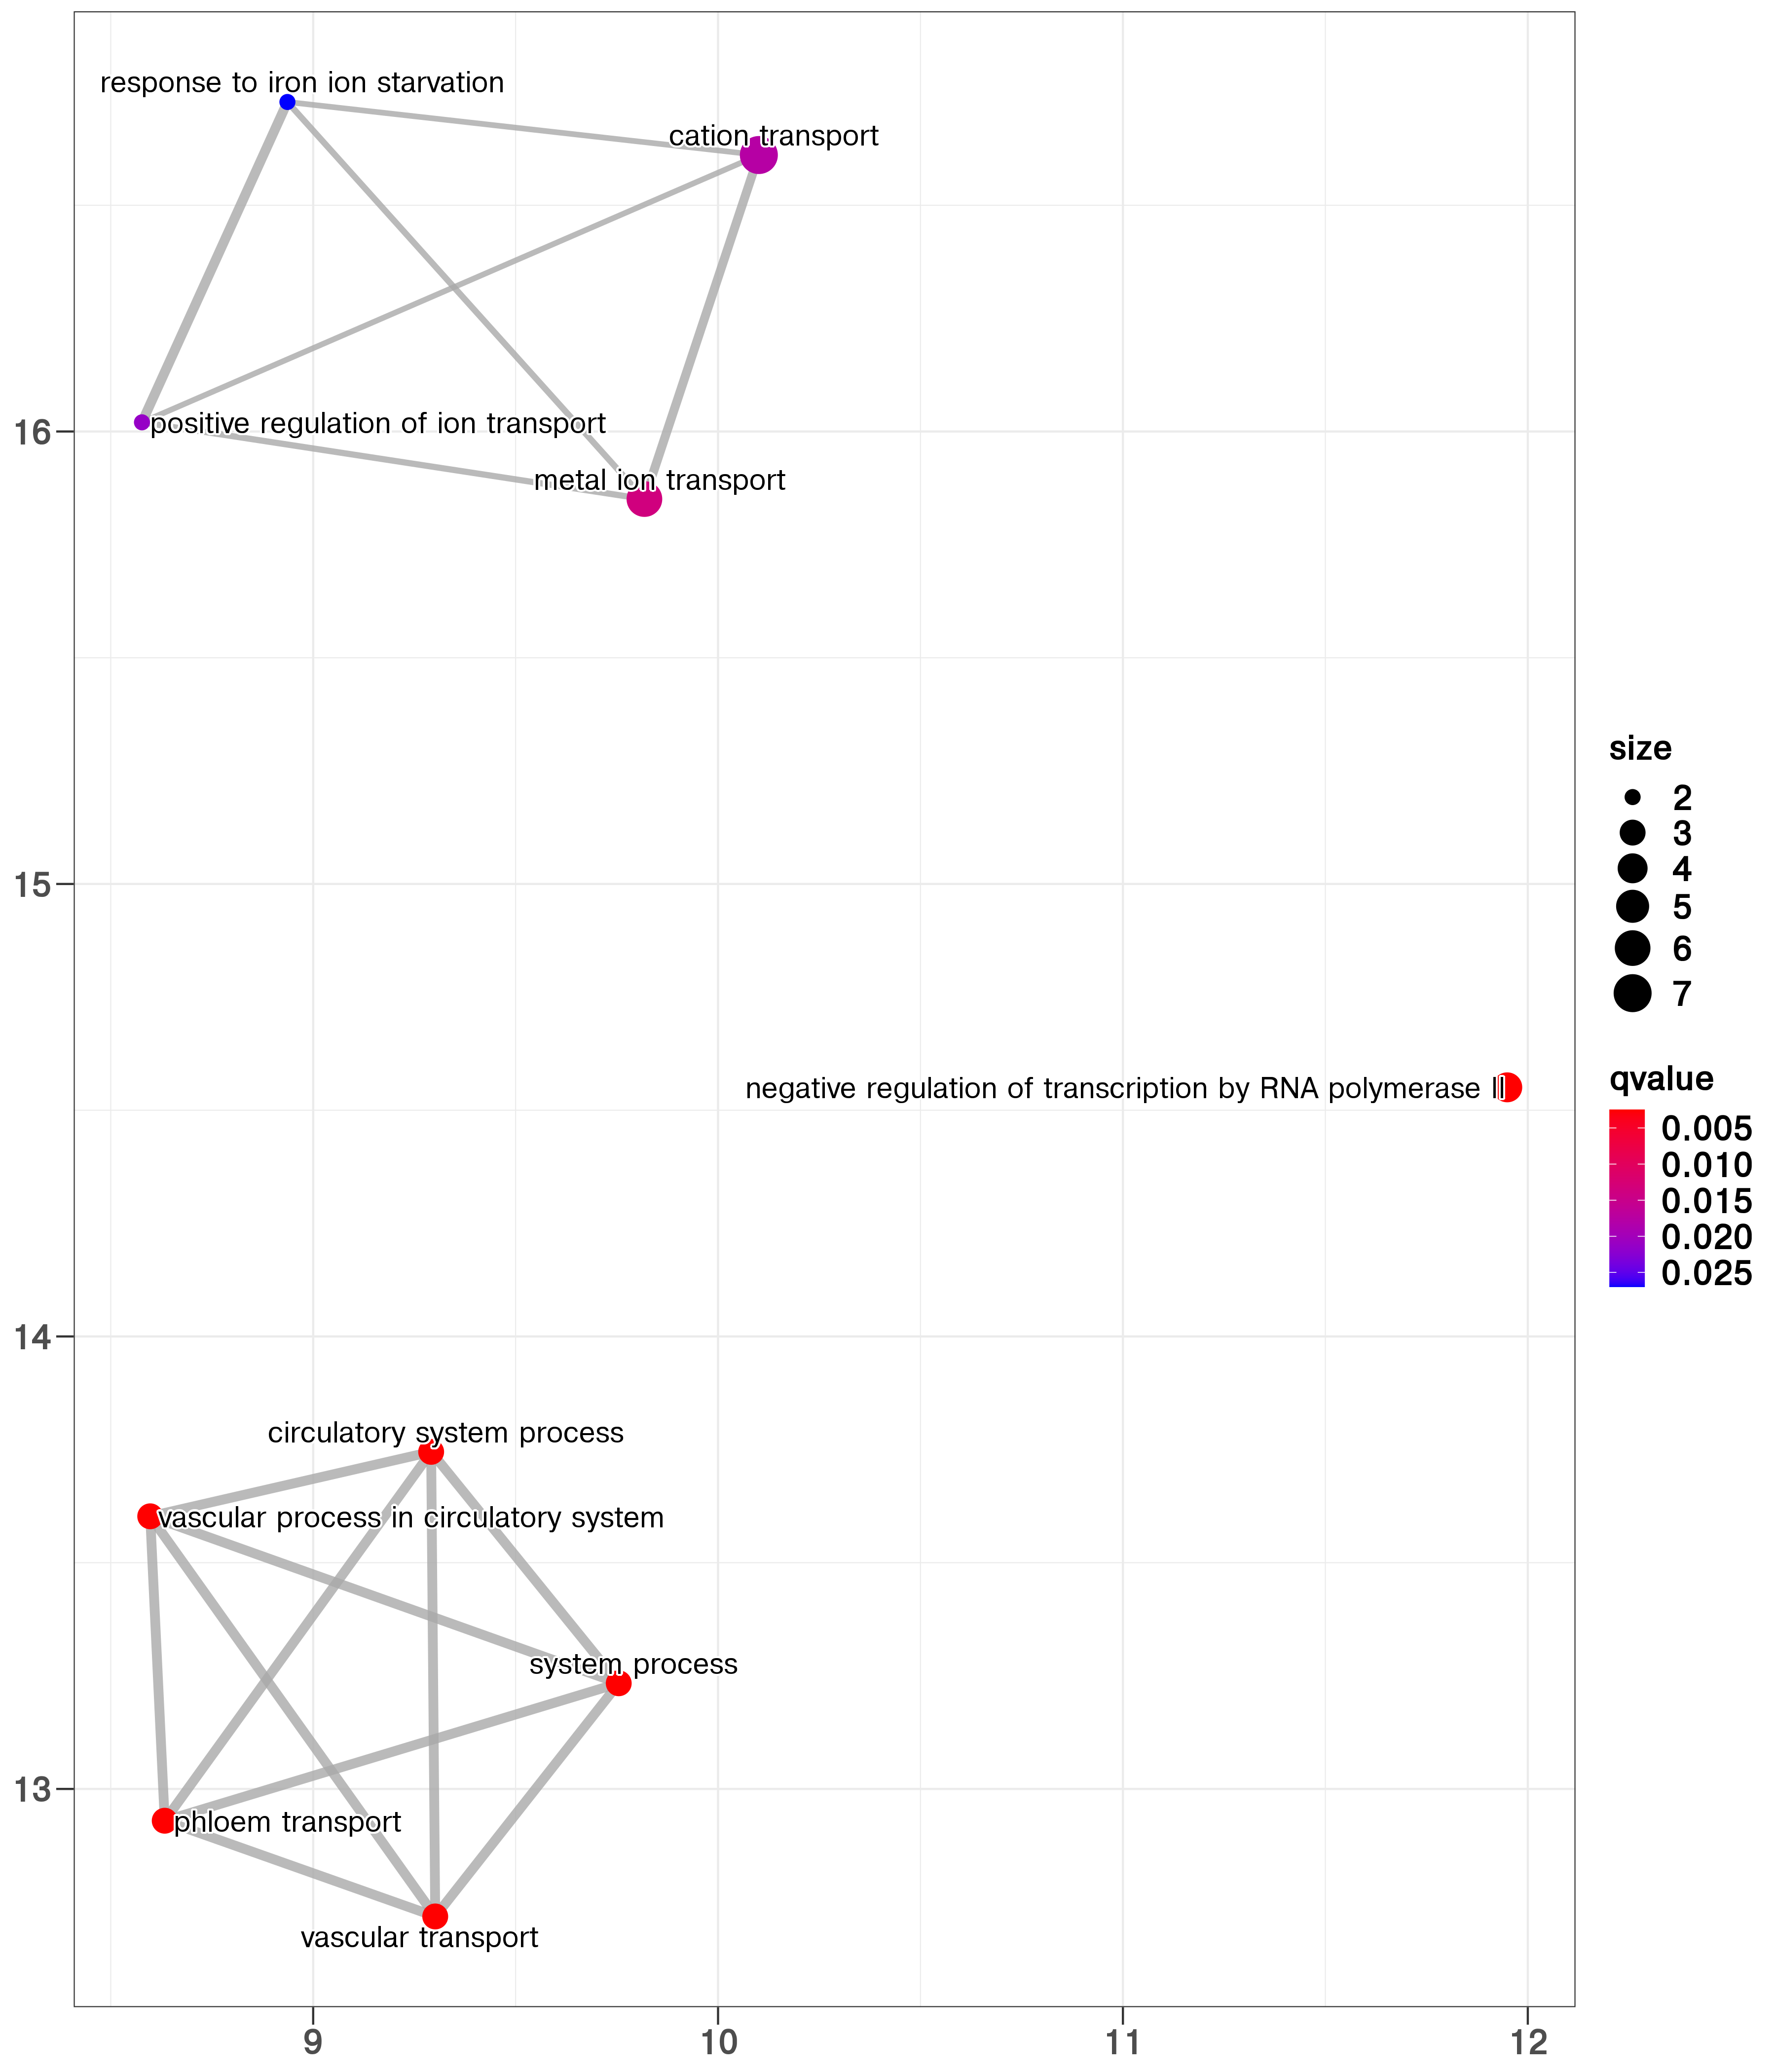 response to iron ion starvation
cation transport
positive regulation of ion transport
metal ion transport
negative regulation of transcription by RNA polymerase II
circulatory system process
vascular process in circulatory system
system process
phloem transport
vascular transport
16
15
14
13
9
10
11
12
size
2
3
4
5
6
7
qvalue
0.005
0.010
0.015
0.020
0.025